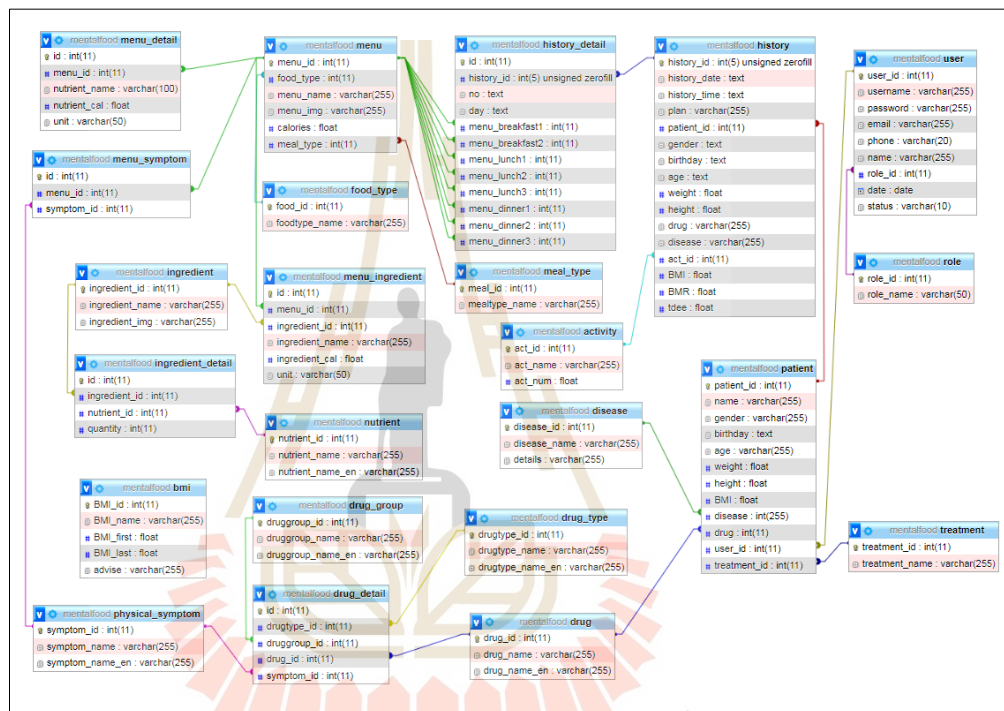 mentalfood menu_detail
id : int(11)
menu_id : int(11)
nutrient_name : varchar(100)
nutrient_cal : float
unit : varchar(50)
mentalfood menu
menu_id : int(11)
food_type : int(11)
menu_name : varchar(255)
menu_img : varchar(255)
calories : float
meal_type : int(11)
mentalfood history_detail
id : int(11)
history_id : int(5) unsigned zerofill
no : text
day : text
menu_breakfast1 : int(11)
menu_breakfast2 : int(11)
menu_lunch1 : int(11)
menu_lunch2 : int(11)
menu_lunch3 : int(11)
menu_dinner1 : int(11)
menu_dinner2 : int(11)
menu_dinner3 : int(11)
mentalfood history
history_id : int(5) unsigned zerofill
history_date : text
history_time : text
plan : varchar(255)
patient_id : int(11)
gender : text
birthday : text
age : text
weight : float
height : float
drug : varchar(255)
disease : varchar(255)
act_id : int(11)
BMI : float
BMR : float
tdee : float
mentalfood user
user_id : int(11)
username : varchar(255)
password : varchar(255)
email : varchar(255)
phone : varchar(20)
name : varchar(255)
role_id : int(11)
date : date
status : varchar(10)
mentalfood menu_symptom
id : int(11)
menu_id : int(11)
symptom_id : int(11)
mentalfood food_type
food_id : int(11)
foodtype_name : varchar(255)
mentalfood ingredient
ingredient_id : int(11)
ingredient_name : varchar(255)
ingredient_img : varchar(255)
mentalfood menu_ingredient
id : int(11)
menu_id : int(11)
ingredient_id : int(11)
ingredient_name : varchar(255)
ingredient_cal : float
unit : varchar(50)
mentalfood meal_type
meal_id : int(11)
mealtype_name : varchar(255)
mentalfood role
role_id : int(11)
role_name : varchar(50)
mentalfood activity
act_id : int(11)
act_name : varchar(255)
act_num : float
mentalfood ingredient_detail
id : int(11)
ingredient_id : int(11)
nutrient_id : int(11)
quantity : int(11)
mentalfood patient
patient_id : int(11)
name : varchar(255)
gender : varchar(255)
birthday : text
age : varchar(255)
weight : float
height : float
BMI : float
disease : int(255)
drug : int(11)
user_id : int(11)
treatment_id : int(11)
mentalfood disease
disease_id : int(11)
disease_name : varchar(255)
details : varchar(255)
mentalfood nutrient
nutrient_id : int(11)
nutrient_name : varchar(255)
nutrient_name_en : varchar(255)
mentalfood bmi
BMI_id : int(11)
BMI_name : varchar(255)
BMI_first : float
BMI_last : float
advise : varchar(255)
mentalfood drug_group
druggroup_id : int(11)
druggroup_name : varchar(255)
druggroup_name_en : varchar(255)
mentalfood drug_type
drugtype_id : int(11)
drugtype_name : varchar(255)
drugtype_name_en : varchar(255)
mentalfood treatment
treatment_id : int(11)
treatment_name : varchar(255)
mentalfood drug_detail
id : int(11)
drugtype_id : int(11)
druggroup_id : int(11)
drug_id : int(11)
symptom_id : int(11)
mentalfood physical_symptom
symptom_id : int(11)
symptom_name : varchar(255)
symptom_name_en : varchar(255)
mentalfood drug
drug_id : int(11)
drug_name : varchar(255)
drug_name_en : varchar(255)